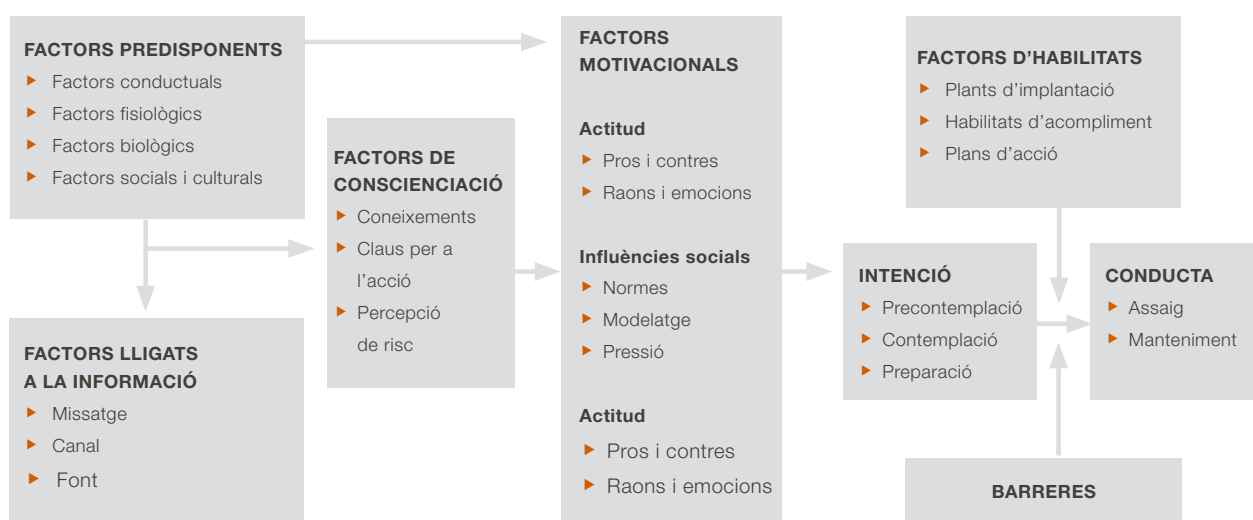 FACTORS PREDISPONENTS
Factors conductuals
Factors fisiològics
Factors biològics
Factors socials i culturals
FACTORS LLIGATS
A LA INFORMACIÓ
Missatge
Canal
Font
FACTORS DE
CONSCIENCIACIÓ
Coneixements
Claus per a
l’acció
Percepció
de risc
FACTORS
MOTIVACIONALS
Actitud
Pros i contres
Raons i emocions
Influències socials
Normes
Modelatge
Pressió
Actitud
Pros i contres
Raons i emocions
INTENCIÓ
Precontemplació
Contemplació
Preparació
FACTORS D’HABILITATS
Plants d’implantació
Habilitats d’acompliment
Plans d’acció
CONDUCTA
Assaig
Manteniment
BARRERES